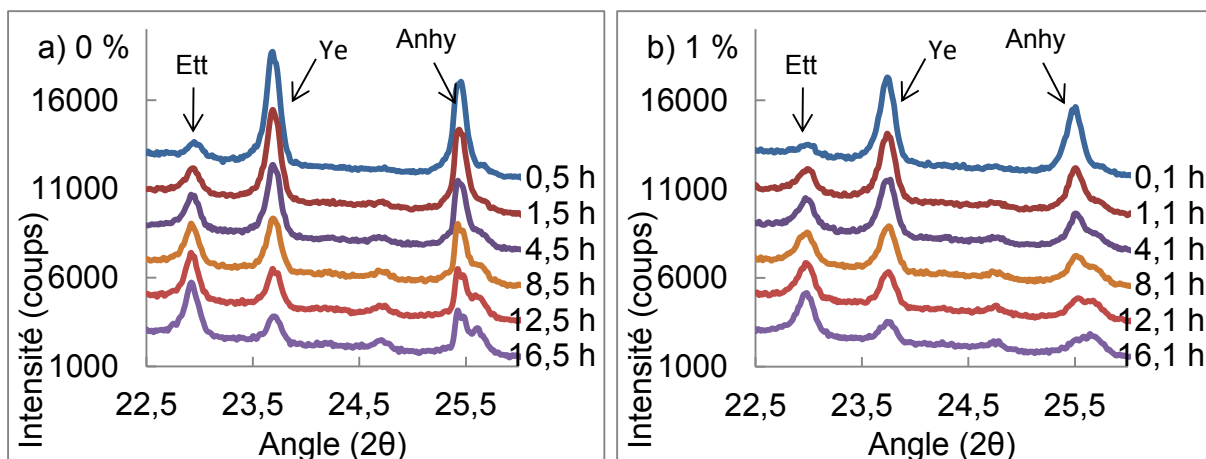 a) 0 %
Ett
Ye
Anhy
16000
11000
6000
1000
0,5 h
1,5 h
4,5 h
8,5 h
12,5 h
16,5 h
22,5
23,5
24,5
25,5
Angle (2θ)
Intensité (coups)
b) 1 %
Ett
Ye
Anhy
16000
11000
6000
1000
0,1 h
1,1 h
4,1 h
8,1 h
12,1 h
16,1 h
22,5
23,5
24,5
25,5
Angle (2θ)
Intensité (coups)